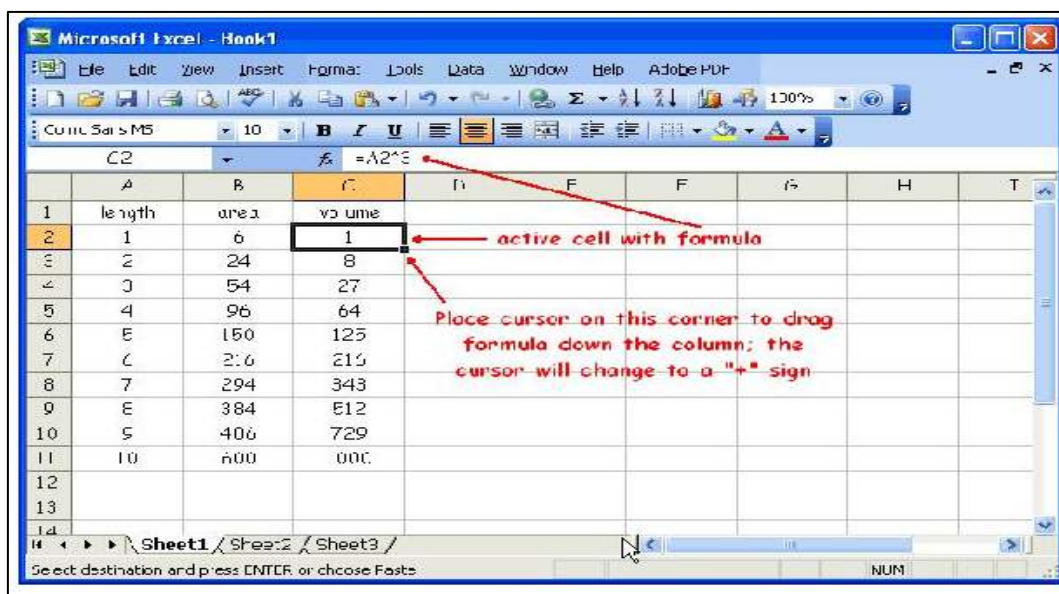 Microsoft Excel - Book1
File Edit View Insert Format Tools Data Window Help Adobe PDF
100%
Comic Sans MS 10 B I U
C2 fx =A2^3
A B C D E F G H I
1 length area volume
2 1 6 1
3 2 24 8
4 3 54 27
5 4 96 64
6 5 150 125
7 6 216 216
8 7 294 343
9 8 384 512
10 9 486 729
11 10 600 1000
12
13
14
active cell with formula
Place cursor on this corner to drag
formula down the column; the
cursor will change to a "+" sign
Sheet1 Sheet2 Sheet3
Select destination and press ENTER or choose Paste NUM